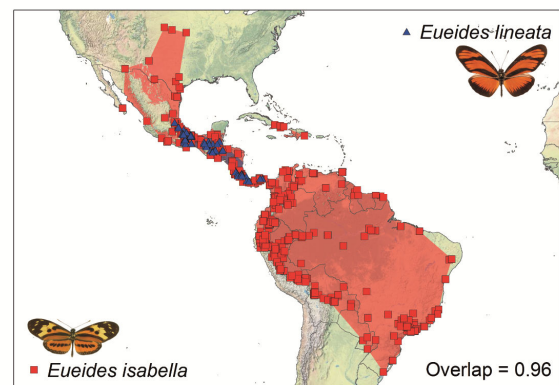 Eueides lineata
Eueides isabella
Overlap = 0.96